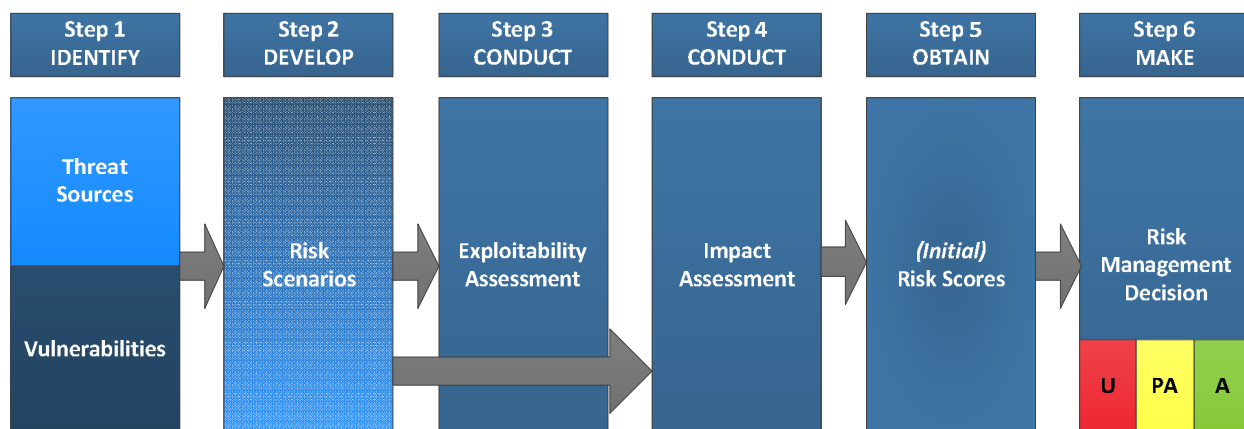 Step 1
IDENTIFY
Step 2
DEVELOP
Step 3
CONDUCT
Step 4
CONDUCT
Step 5
OBTAIN
Step 6
MAKE
Threat
Sources
Vulnerabilities
Risk
Scenarios
Exploitability
Assessment
Impact
Assessment
(Initial)
Risk Scores
Risk
Management
Decision
U
PA
A